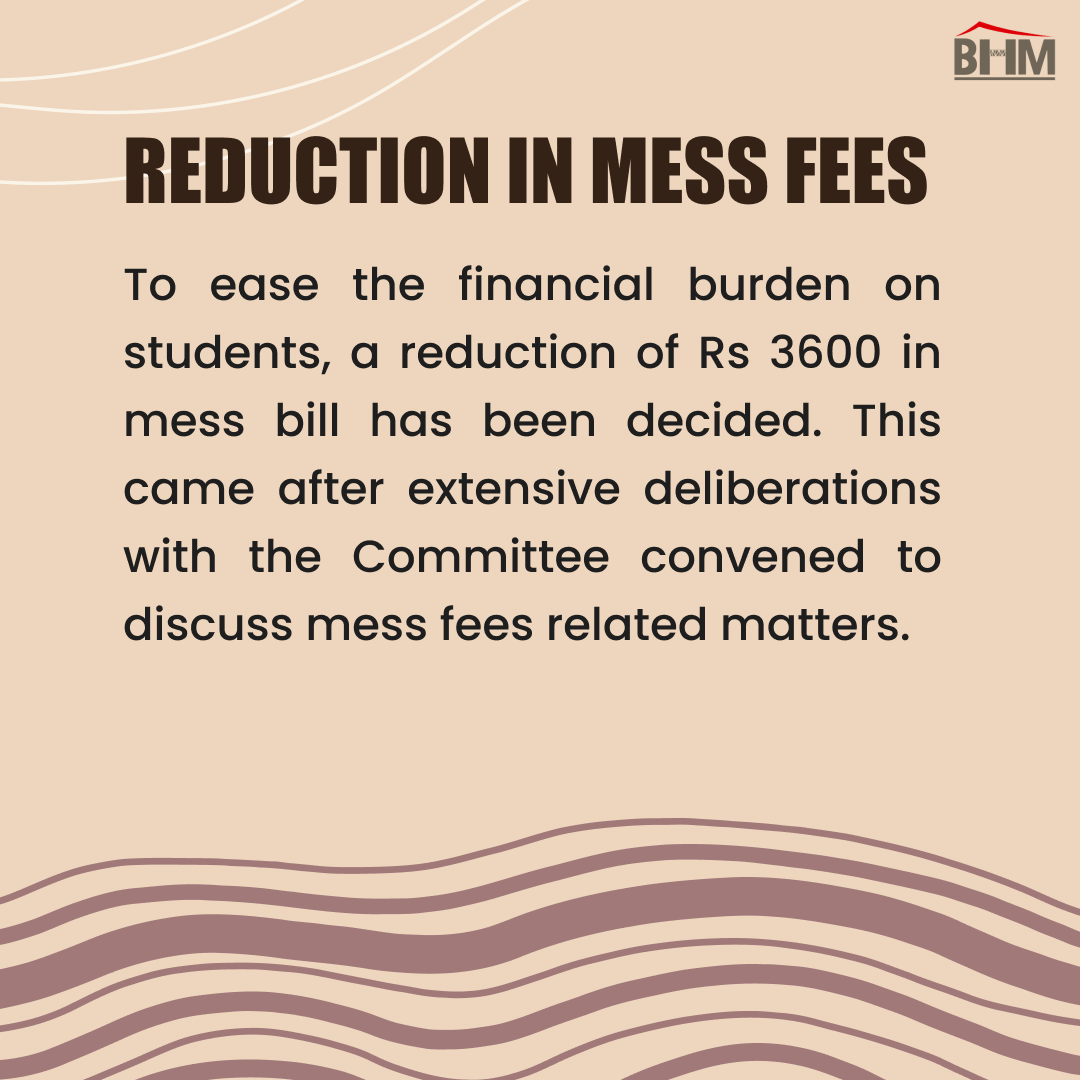 BHM
REDUCTION IN MESS FEES
To ease the financial burden on
students, a reduction of Rs 3600 in
mess bill has been decided. This
came after extensive deliberations
with the Committee convened to
discuss mess fees related matters.